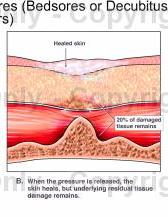 res (Bedsores or Decubitus
rs)
Healed skin
20% of damaged
tissue remains
B. When the pressure is released, the
skin heals, but underlying residual tissue
damage remains.